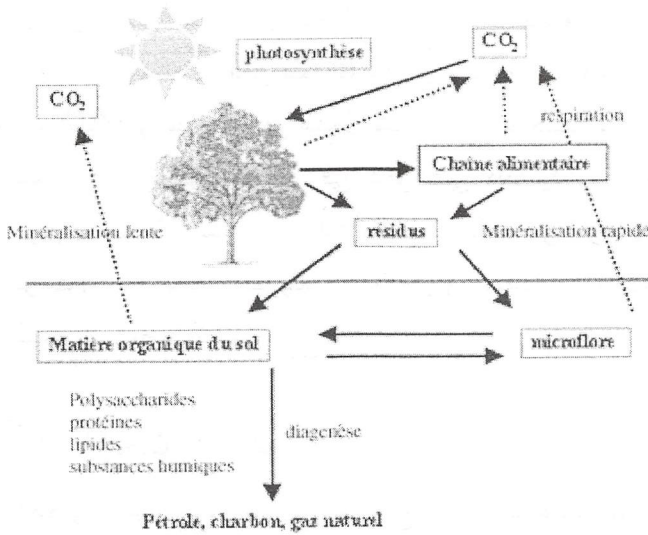 photosynthèse
CO₂
CO₂
respiration
Chaîne alimentaire
Minéralisation lente
résidus
Minéralisation rapide
Matière organique du sol
microflore
Polysaccharides
protéines
lipides
substances humiques
diagenèse
Pétrole, charbon, gaz naturel